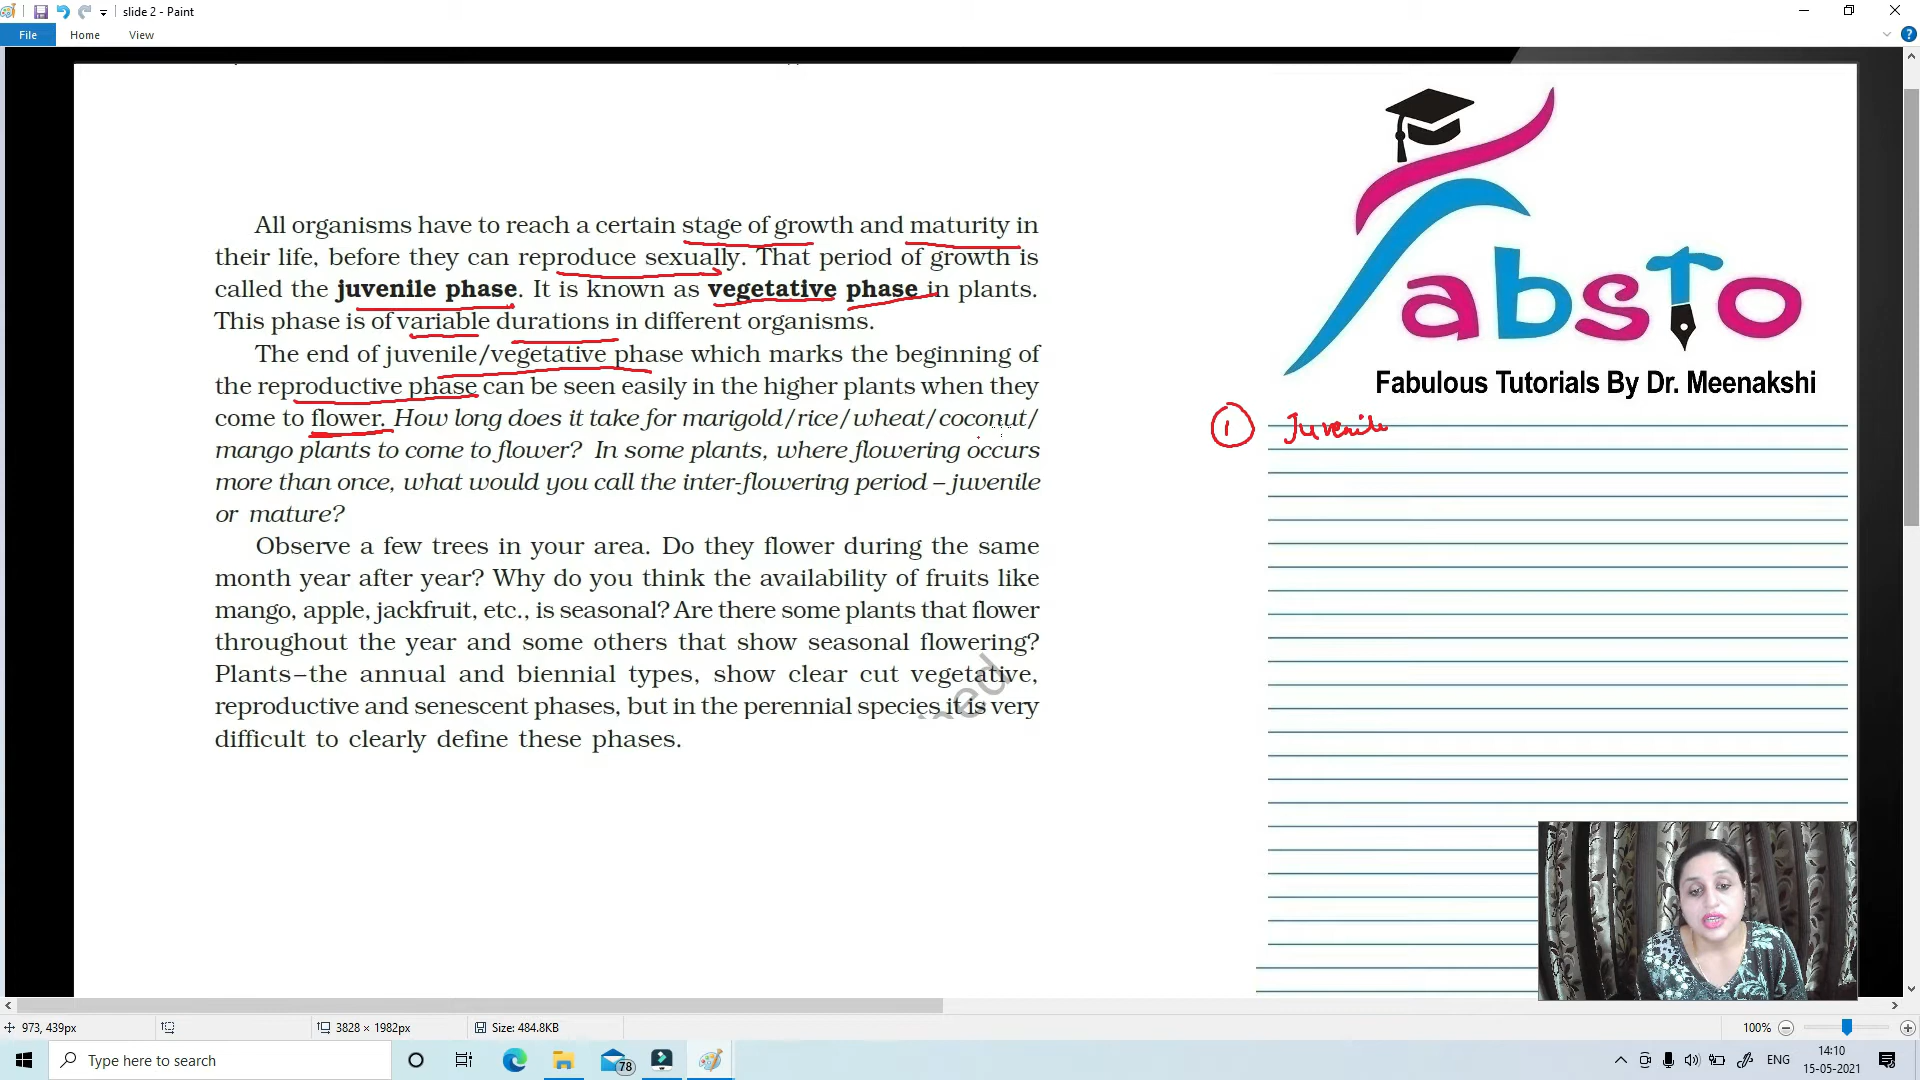 slide 2 - Paint
File Home View
All organisms have to reach a certain stage of growth and maturity in
their life, before they can reproduce sexually. That period of growth is
called the juvenile phase. It is known as vegetative phase in plants.
This phase is of variable durations in different organisms.
The end of juvenile/vegetative phase which marks the beginning of
the reproductive phase can be seen easily in the higher plants when they
come to flower. How long does it take for marigold/rice/wheat/coconut/
mango plants to come to flower? In some plants, where flowering occurs
more than once, what would you call the inter-flowering period – juvenile
or mature?
Observe a few trees in your area. Do they flower during the same
month year after year? Why do you think the availability of fruits like
mango, apple, jackfruit, etc., is seasonal? Are there some plants that flower
throughout the year and some others that show seasonal flowering?
Plants–the annual and biennial types, show clear cut vegetative,
reproductive and senescent phases, but in the perennial species it is very
difficult to clearly define these phases.
absTo
Fabulous Tutorials By Dr. Meenakshi
1 Juvenile
973, 439px
3828 × 1982px
Size: 484.8KB
100%
Type here to search
78
ENG
14:10
15-05-2021